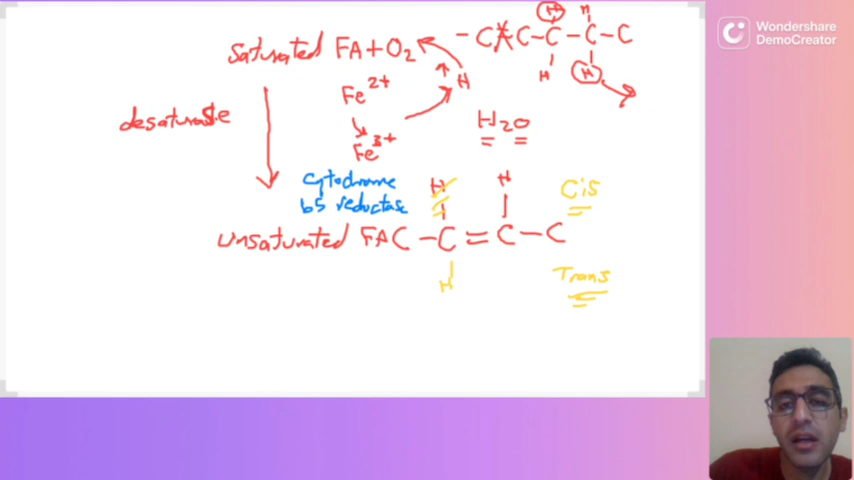 Wondershare
DemoCreator
Saturated FA + O2
- C C - C - C - C
H H
H H
H
Fe2+
desaturase
Fe3+
H2O
Cytochrome
b5 reductase
H H
Cis
Unsaturated FA C - C = C - C
H
Trans